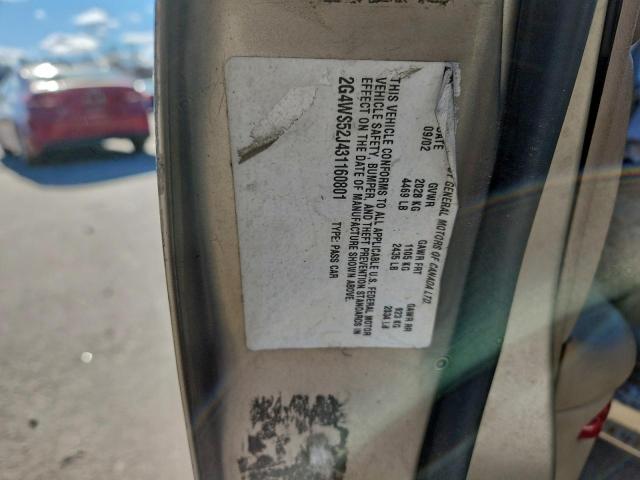 BY GENERAL MOTORS OF CANADA LTD.
DATE GVWR GAWR FRT GAWR RR
09/02 2028 KG 1105 KG 923 KG
4469 LB 2435 LB 2034 LB
THIS VEHICLE CONFORMS TO ALL APPLICABLE U.S. FEDERAL MOTOR
VEHICLE SAFETY, BUMPER, AND THEFT PREVENTION STANDARDS IN
EFFECT ON THE DATE OF MANUFACTURE SHOWN ABOVE.
2G4WS52J431160801 TYPE: PASS CAR